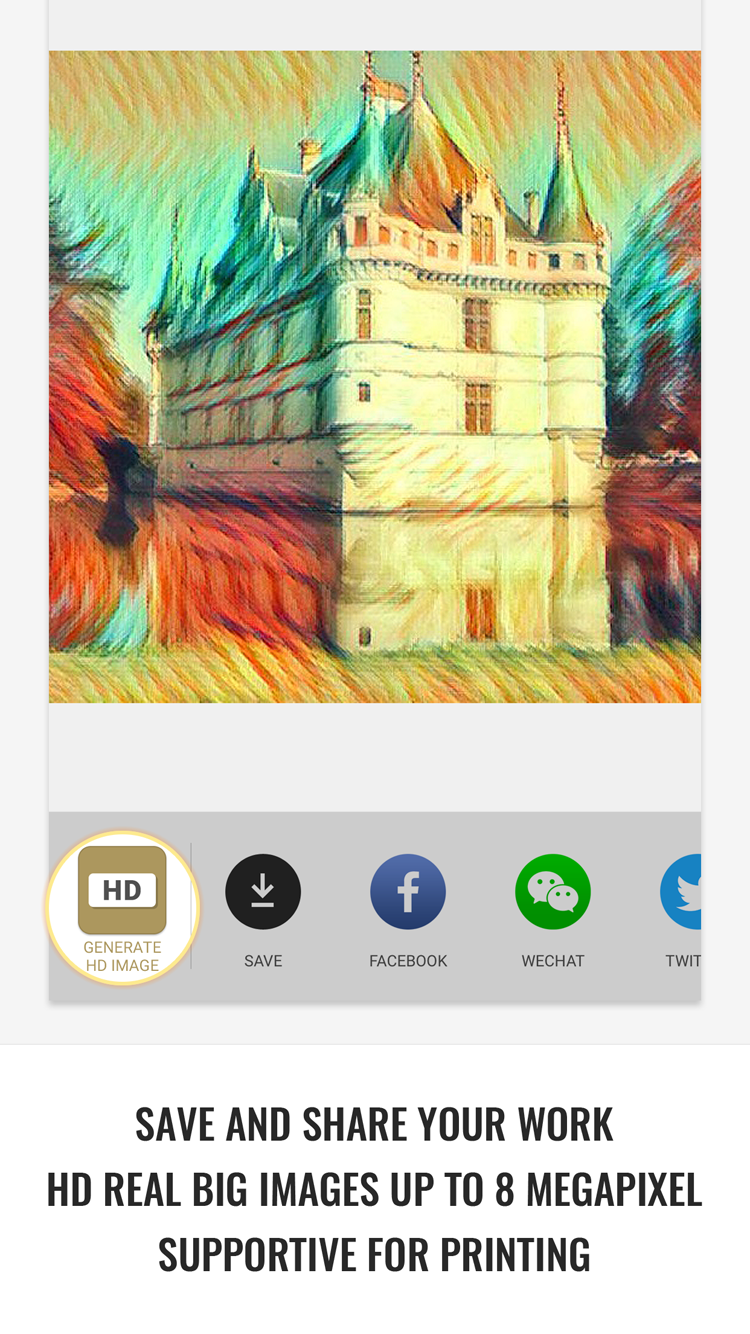 HD
GENERATE
HD IMAGE
SAVE
FACEBOOK
WECHAT
TWIT
SAVE AND SHARE YOUR WORK
HD REAL BIG IMAGES UP TO 8 MEGAPIXEL
SUPPORTIVE FOR PRINTING